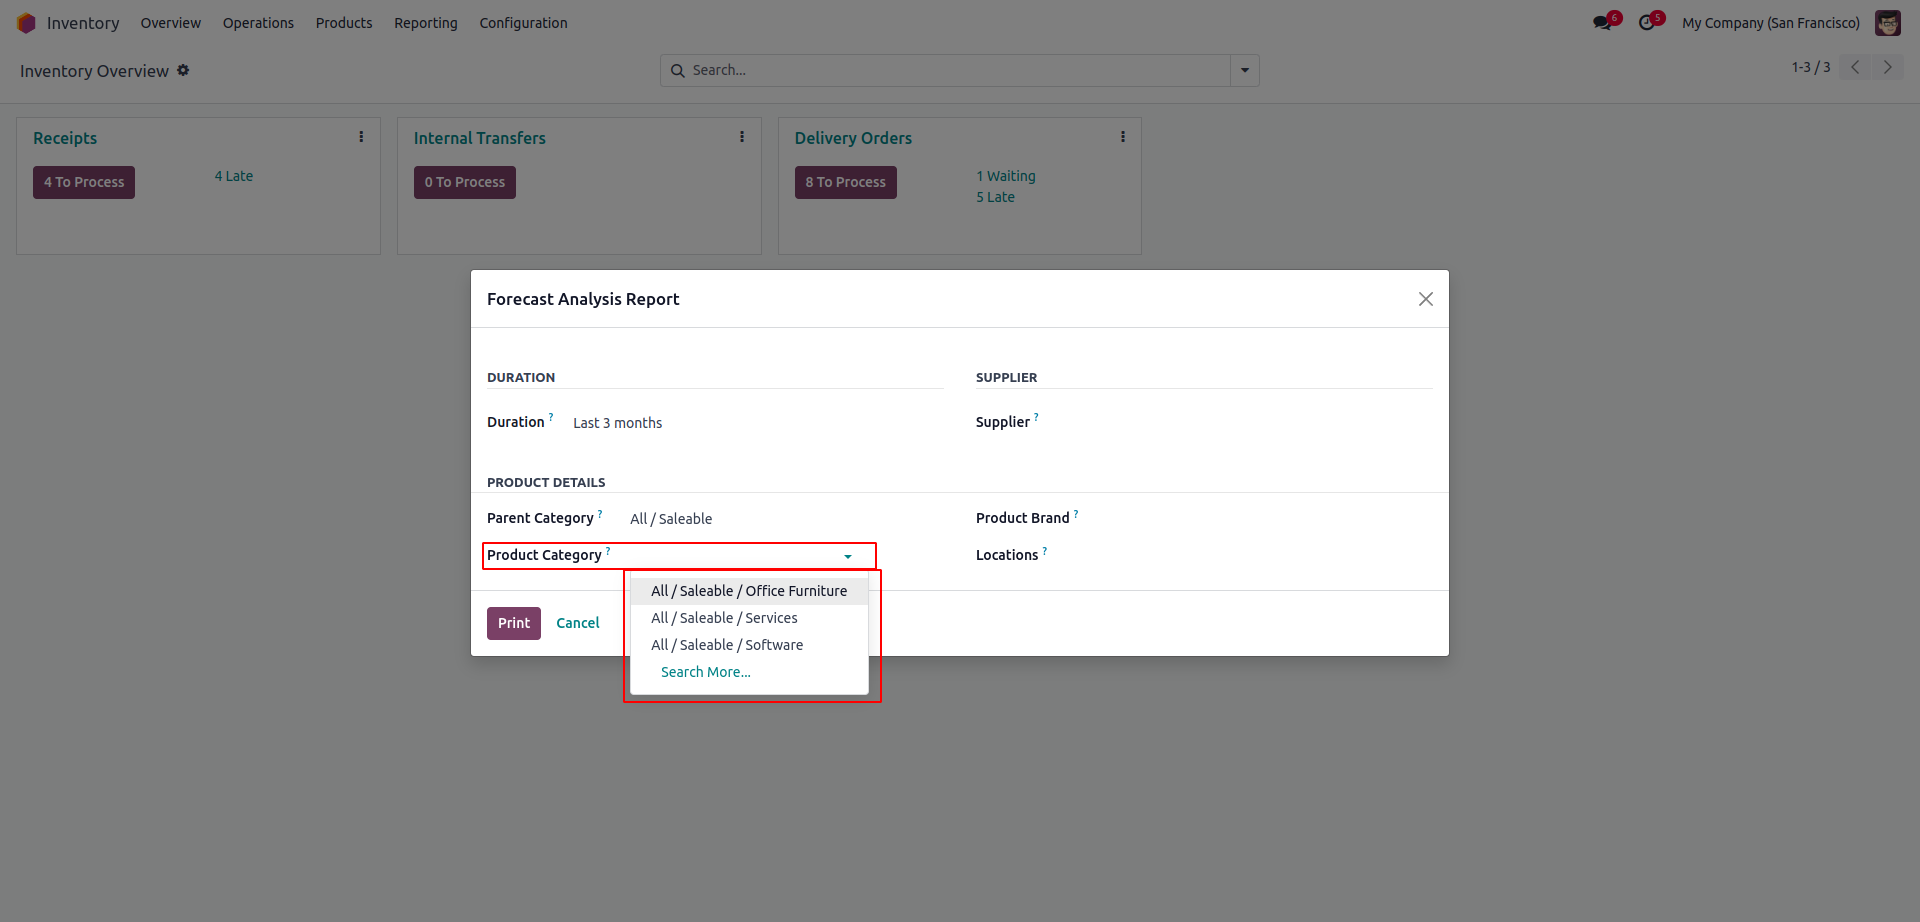 Inventory Overview Operations Products Reporting Configuration 6 5 My Company (San Francisco)
Inventory Overview Search... 1-3 / 3
Receipts Internal Transfers Delivery Orders
4 To Process 4 Late 0 To Process 8 To Process 1 Waiting
5 Late
Forecast Analysis Report
DURATION SUPPLIER
Duration ? Last 3 months Supplier ?
PRODUCT DETAILS
Parent Category ? All / Saleable Product Brand ?
Product Category ? Locations ?
All / Saleable / Office Furniture
All / Saleable / Services
All / Saleable / Software
Search More...
Print Cancel